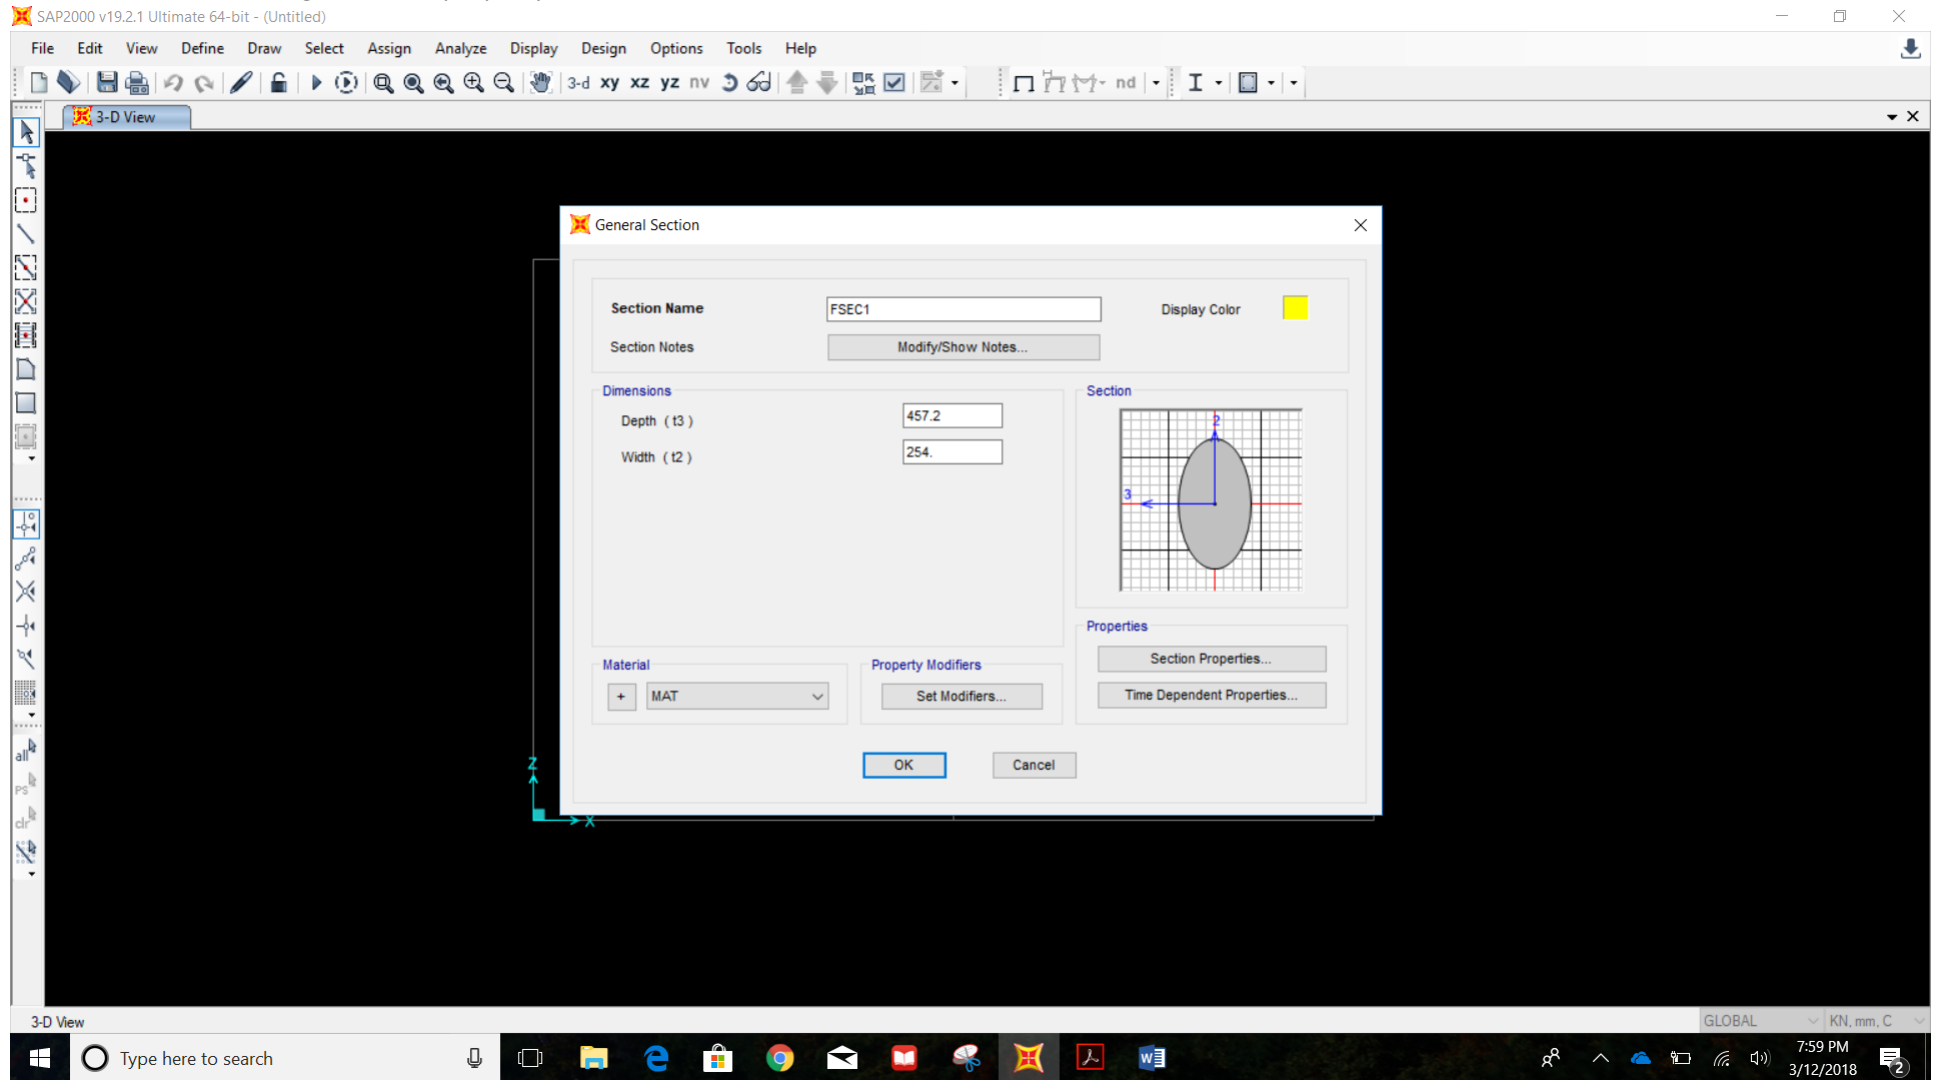 SAP2000 v19.2.1 Ultimate 64-bit - (Untitled)
File Edit View Define Draw Select Assign Analyze Display Design Options Tools Help
3-d xy xz yz nv nd
3-D View
General Section
Section Name FSEC1 Display Color
Section Notes Modify/Show Notes...
Dimensions
Depth ( t3 ) 457.2
Width ( t2 ) 254.
Section
2
3
Properties
Section Properties...
Time Dependent Properties...
Material
+ MAT
Property Modifiers
Set Modifiers...
OK Cancel
Z
X
all
PS
clr
3-D View GLOBAL KN, mm, C
Type here to search
7:59 PM
3/12/2018
2